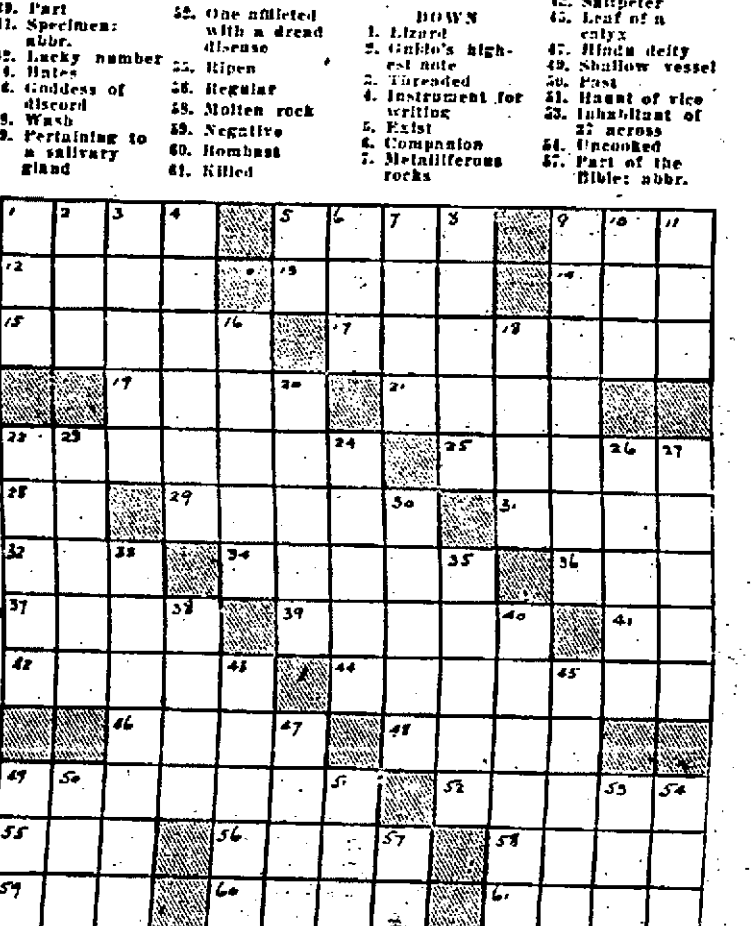 Part
Specimen:
abbr.
Lucky number
Hates
Goddess of
discord
Wash
Pertaining to
a salivary
gland
52. One afflicted
with a dread
disease
55. Ripen
56. Regular
58. Molten rock
59. Negative
60. Bombast
61. Killed
DOWN
1. Lizard
2. Guido's high-
est note
3. Threaded
4. Instrument for
writing
5. Exist
6. Companion
7. Metalliferous
rocks
Saltpeter
45. Leaf of a
calyx
47. Hindu deity
49. Shallow vessel
50. Past
51. Haunt of vice
53. Inhabitant of
27 across
54. Uncooked
57. Part of the
Bible: abbr.
1 2 3 4 5 6 7 8 9 10 11
12 13 14
15 16 17 18
19 20 21
22 23 24 25 26 27
28 29 30 31
32 33 34 35 36
37 38 39 40 41
42 43 44 45
46 47 48
49 50 51 52 53 54
55 56 57 58
59 60 61